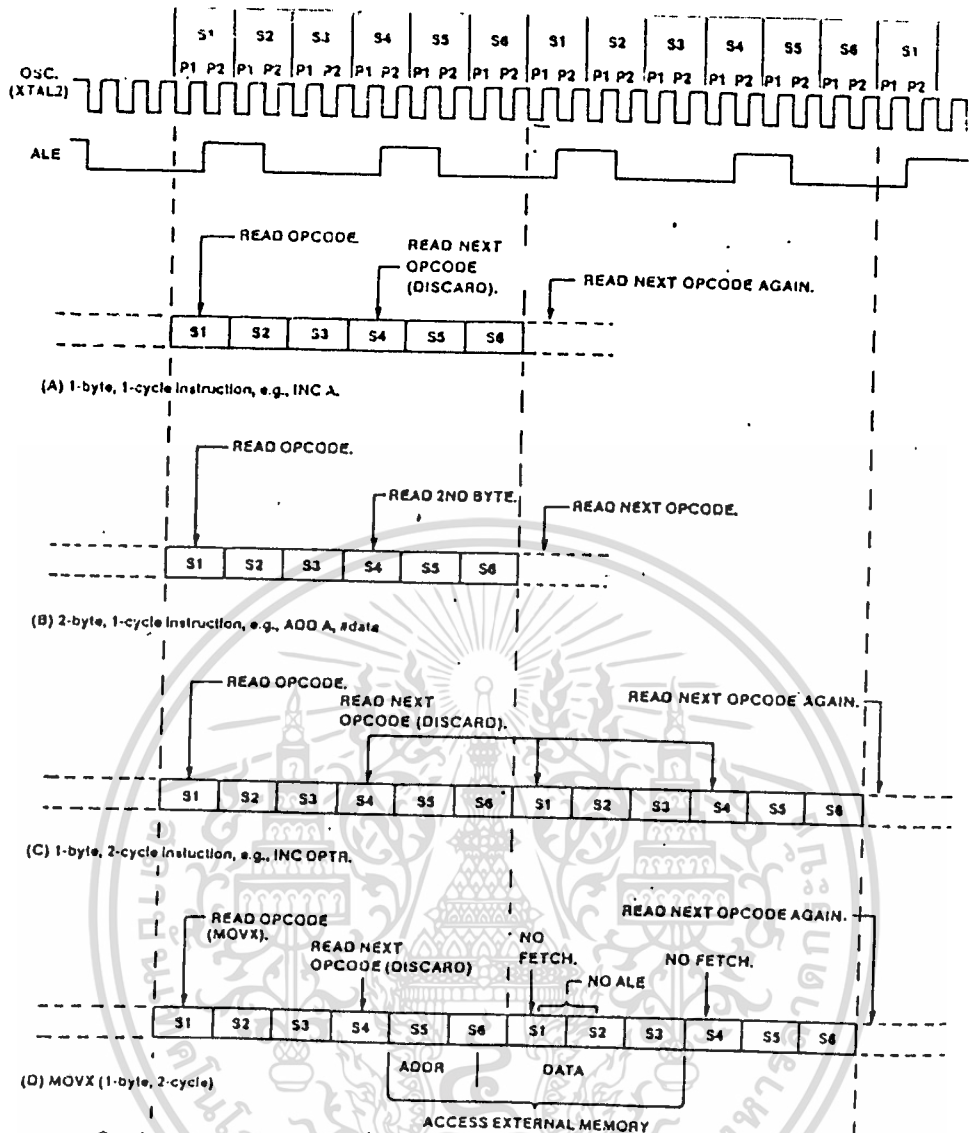 S1 S2 S3 S4 S5 S6 S1 S2 S3 S4 S5 S6 S1
P1 P2 P1 P2 P1 P2 P1 P2 P1 P2 P1 P2 P1 P2 P1 P2 P1 P2 P1 P2 P1 P2 P1 P2 P1 P2
OSC.
(XTAL2)
ALE
READ OPCODE.
READ NEXT
OPCODE
(DISCARD).
READ NEXT OPCODE AGAIN.
S1 S2 S3 S4 S5 S6
(A) 1-byte, 1-cycle instruction, e.g., INC A.
READ OPCODE.
READ 2ND BYTE.
READ NEXT OPCODE.
S1 S2 S3 S4 S5 S6
(B) 2-byte, 1-cycle instruction, e.g., ADD A, #data
READ OPCODE.
READ NEXT
OPCODE (DISCARD).
READ NEXT OPCODE AGAIN.
S1 S2 S3 S4 S5 S6 S1 S2 S3 S4 S5 S6
(C) 1-byte, 2-cycle instuction, e.g., INC DPTR.
READ OPCODE
(MOVX).
READ NEXT
OPCODE (DISCARD)
NO
FETCH.
NO ALE
NO FETCH.
READ NEXT OPCODE AGAIN.
S1 S2 S3 S4 S5 S6 S1 S2 S3 S4 S5 S6
ADDR DATA
(D) MOVX (1-byte, 2-cycle)
ACCESS EXTERNAL MEMORY